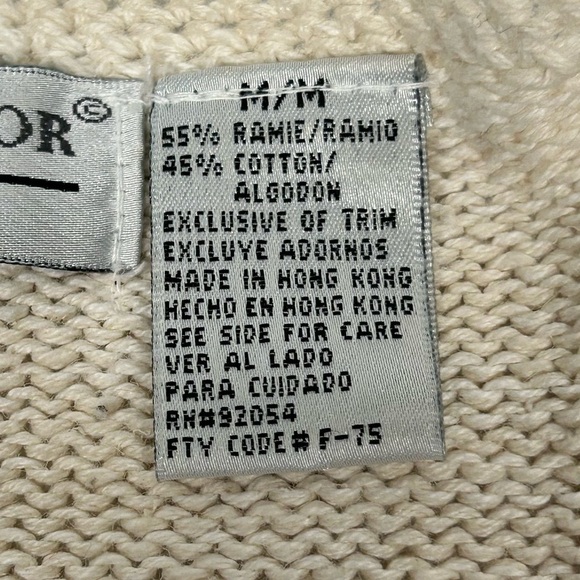 OR©
M/M
55% RAMIE/RAMIO
45% COTTON/
ALGODON
EXCLUSIVE OF TRIM
EXCLUYE ADORNOS
MADE IN HONG KONG
HECHO EN HONG KONG
SEE SIDE FOR CARE
VER AL LADO
PARA CUIDADO
RN#92054
FTY CODE# F-75